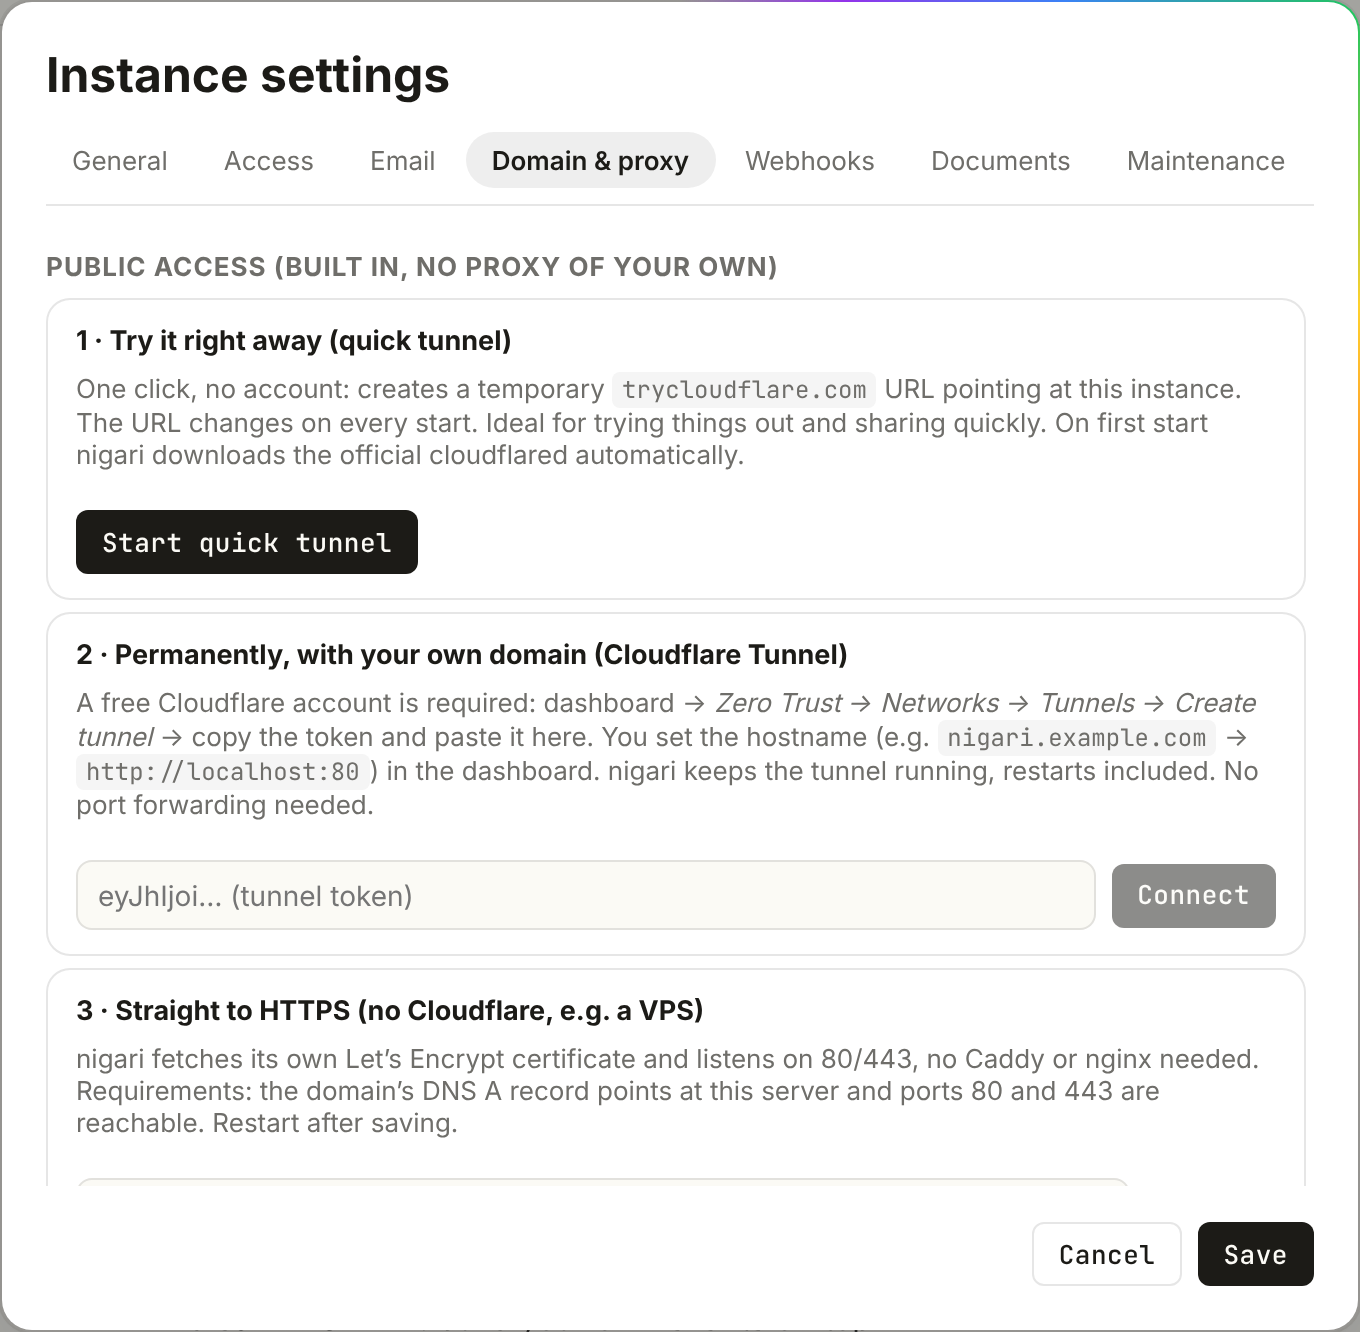 Instance settings
General Access Email Domain & proxy Webhooks Documents Maintenance
PUBLIC ACCESS (BUILT IN, NO PROXY OF YOUR OWN)
1 · Try it right away (quick tunnel)
One click, no account: creates a temporary trycloudflare.com URL pointing at this instance.
The URL changes on every start. Ideal for trying things out and sharing quickly. On first start
nigari downloads the official cloudflared automatically.
Start quick tunnel
2 · Permanently, with your own domain (Cloudflare Tunnel)
A free Cloudflare account is required: dashboard → Zero Trust → Networks → Tunnels → Create
tunnel → copy the token and paste it here. You set the hostname (e.g. nigari.example.com →
http://localhost:80) in the dashboard. nigari keeps the tunnel running, restarts included. No
port forwarding needed.
eyJhIjoi… (tunnel token) Connect
3 · Straight to HTTPS (no Cloudflare, e.g. a VPS)
nigari fetches its own Let’s Encrypt certificate and listens on 80/443, no Caddy or nginx needed.
Requirements: the domain’s DNS A record points at this server and ports 80 and 443 are
reachable. Restart after saving.
Cancel Save